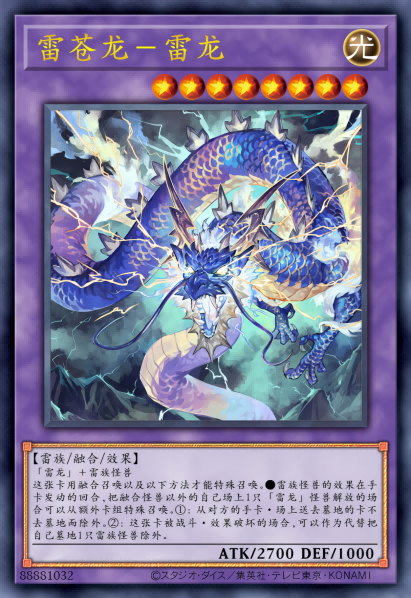 雷苍龙－雷龙
光
【雷族/融合/效果】
「雷龙」＋雷族怪兽
这张卡用融合召唤以及以下方法才能特殊召唤。●雷族怪兽的效果在手
卡发动的回合，把融合怪兽以外的自己场上1只「雷龙」怪兽解放的场
合可以从额外卡组特殊召唤。①：从对方的手卡·场上送去墓地的卡不
去墓地而除外。②：这张卡被战斗·效果破坏的场合，可以作为代替把
自己墓地1只雷族怪兽除外。
ATK/2700 DEF/1000
88881032
©スタジオ・ダイス／集英社・テレビ東京・KONAMI